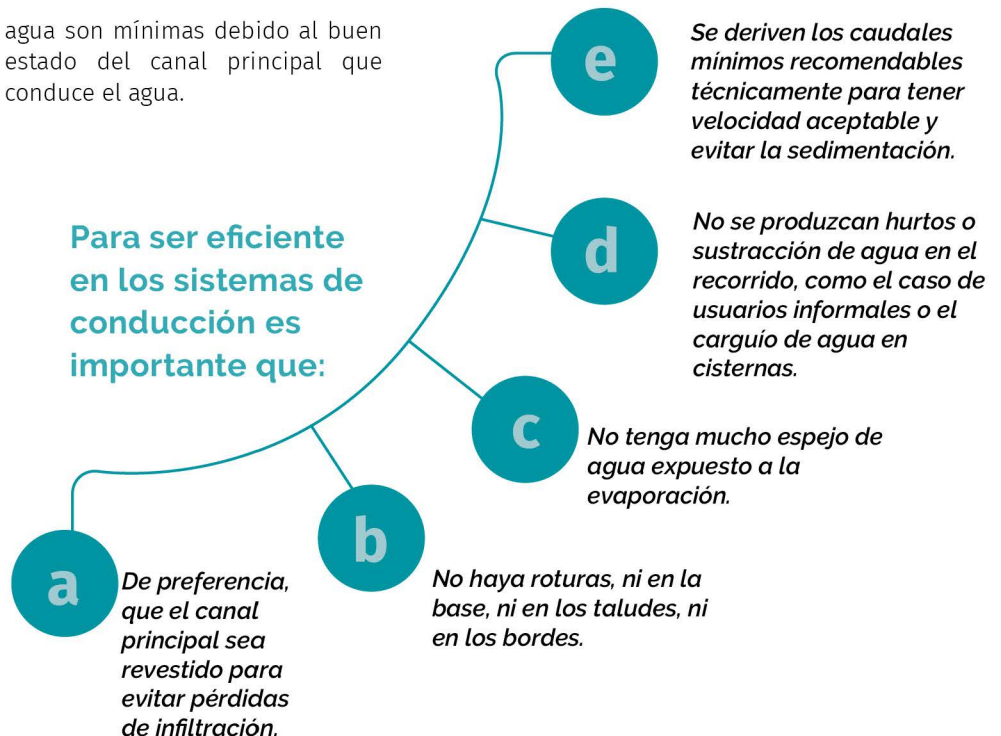 agua son mínimas debido al buen
estado del canal principal que
conduce el agua.
Para ser eficiente
en los sistemas de
conducción es
importante que:
a
De preferencia,
que el canal
principal sea
revestido para
evitar pérdidas
de infiltración.
b
No haya roturas, ni en la
base, ni en los taludes, ni
en los bordes.
c
No tenga mucho espejo de
agua expuesto a la
evaporación.
d
No se produzcan hurtos o
sustracción de agua en el
recorrido, como el caso de
usuarios informales o el
carguío de agua en
cisternas.
e
Se deriven los caudales
mínimos recomendables
técnicamente para tener
velocidad aceptable y
evitar la sedimentación.